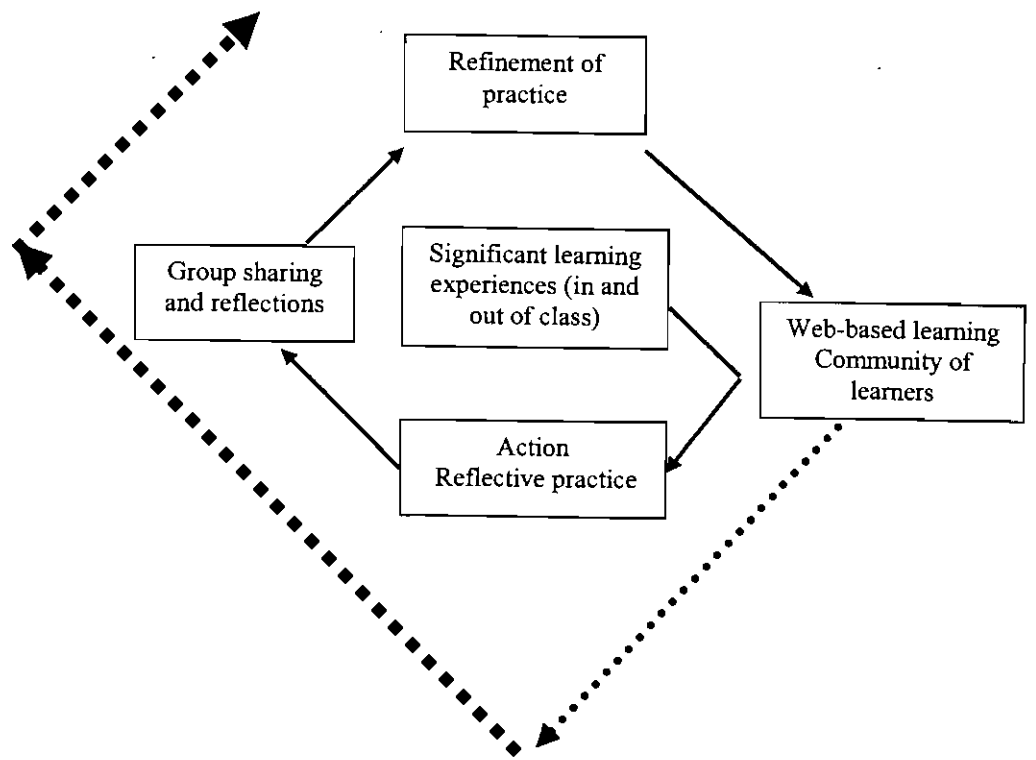 Refinement of
practice
Group sharing
and reflections
Significant learning
experiences (in and
out of class)
Web-based learning
Community of
learners
Action
Reflective practice